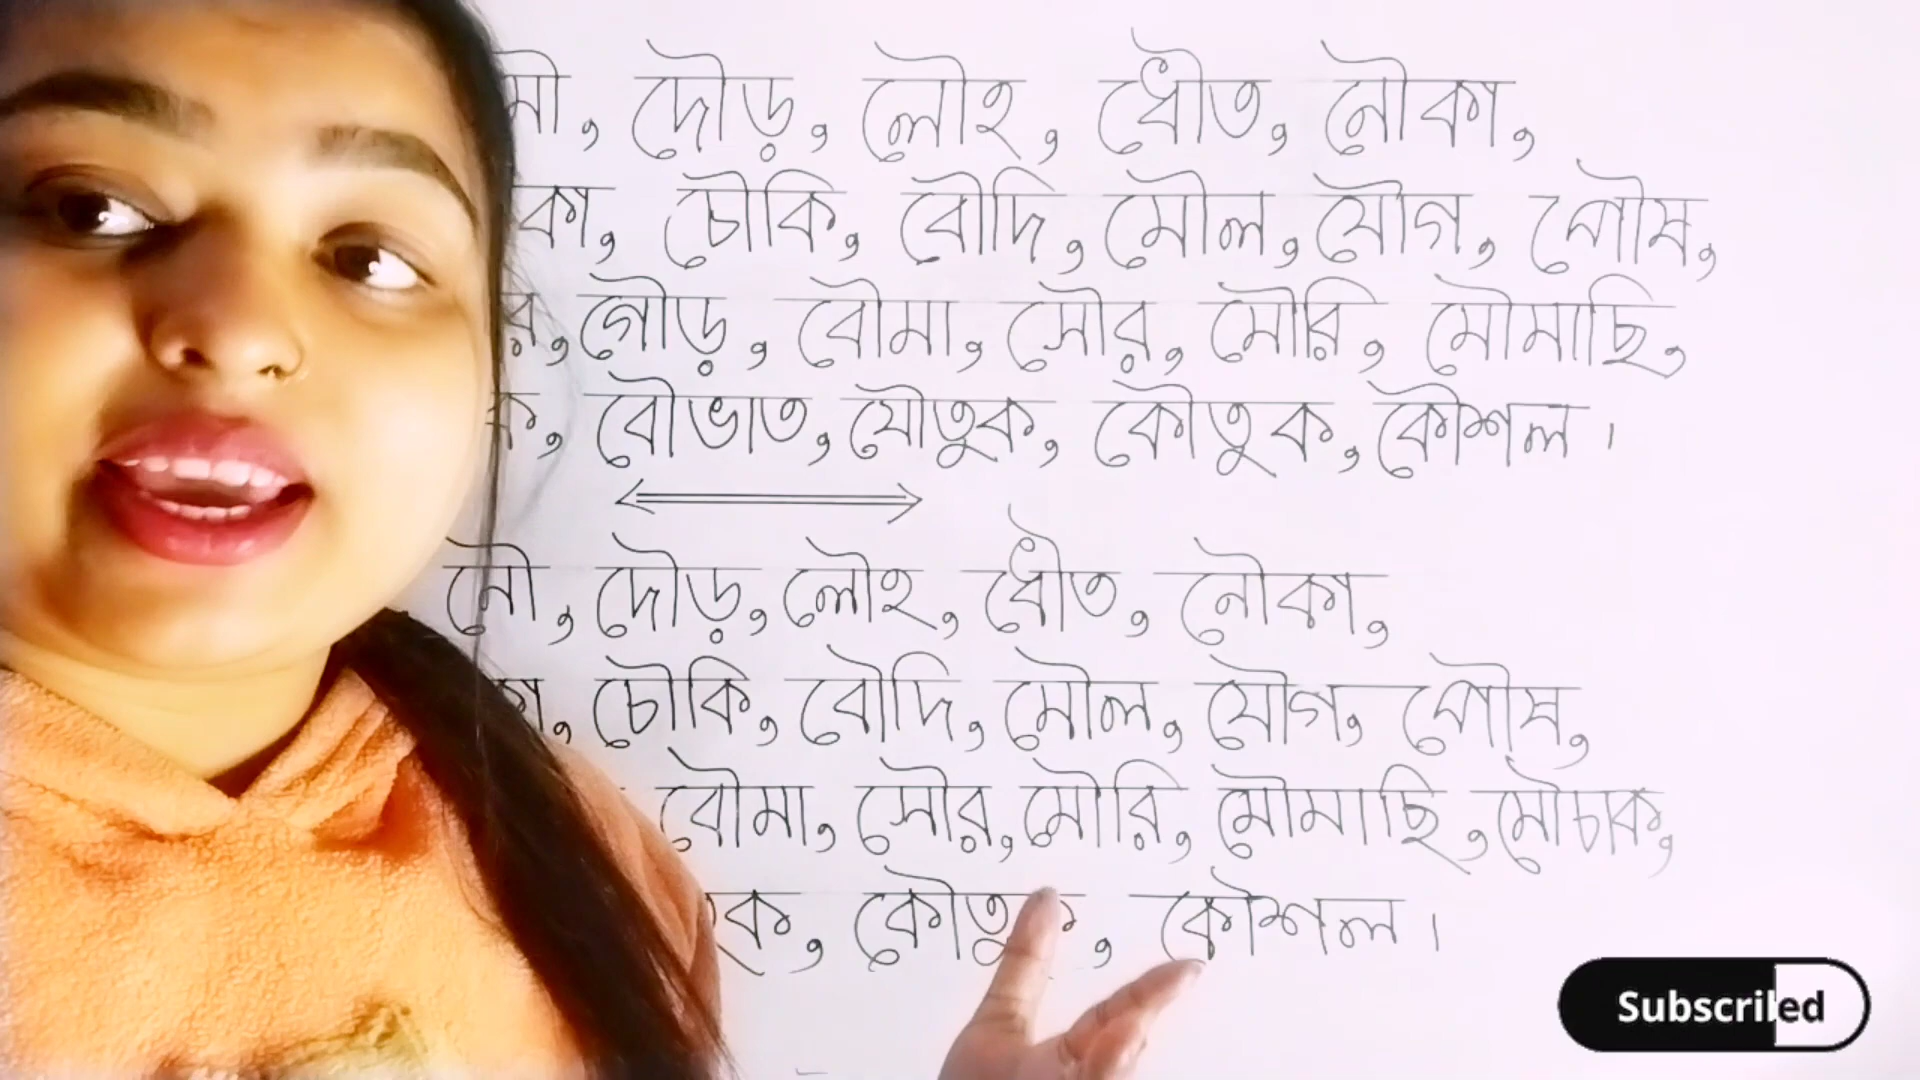 দৌড়, লৌহ, ধৌত, নৌকা,
চৌকি, বৌদি, মৌল, যৌগ, পৌষ,
গৌড়, বৌমা, সৌর, মৌরি, মৌমাছি,
বৌভাত, যৌতুক, কৌতুক, কৌশল।
নৌ, দৌড়, লৌহ, ধৌত, নৌকা,
চৌকি, বৌদি, মৌল, যৌগ, পৌষ,
বৌমা, সৌর, মৌরি, মৌমাছি, মৌচাক,
কৌতুক, কৌশল।
Subscribed